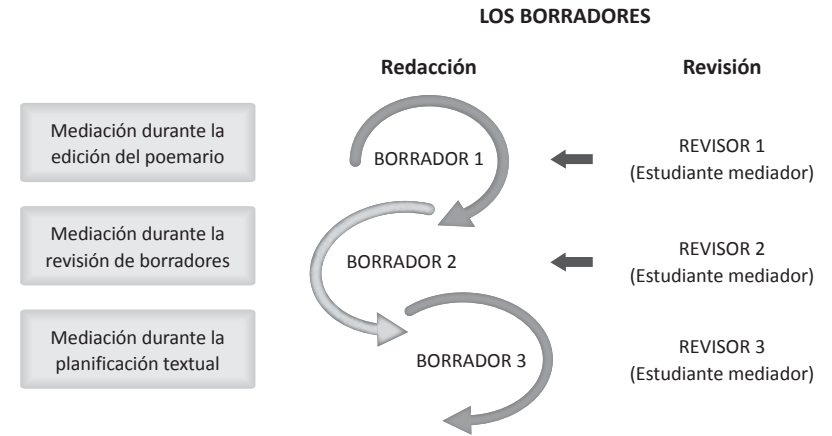 LOS BORRADORES
Redacción
Revisión
Mediación durante la
edición del poemario
BORRADOR 1
REVISOR 1
(Estudiante mediador)
Mediación durante la
revisión de borradores
BORRADOR 2
REVISOR 2
(Estudiante mediador)
Mediación durante la
planificación textual
BORRADOR 3
REVISOR 3
(Estudiante mediador)